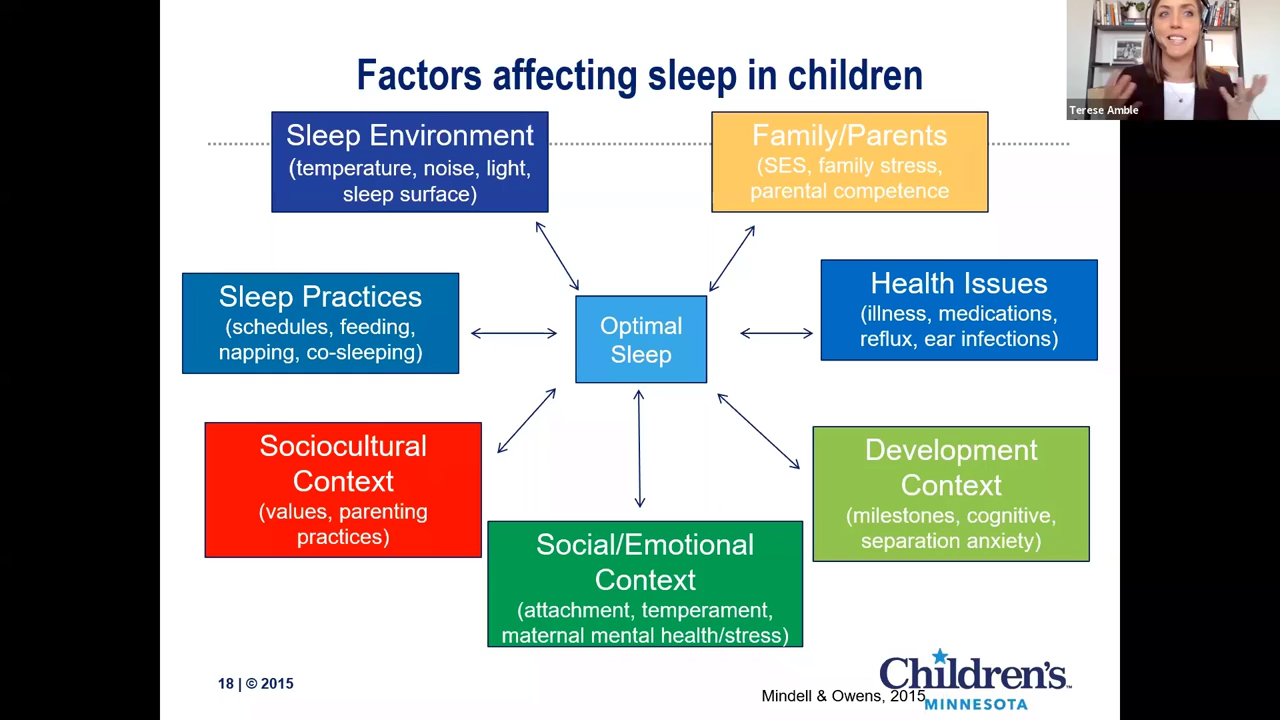 Factors affecting sleep in children
Terese Amble
Sleep Environment
(temperature, noise, light,
sleep surface)
Family/Parents
(SES, family stress,
parental competence
Sleep Practices
(schedules, feeding,
napping, co-sleeping)
Optimal
Sleep
Health Issues
(illness, medications,
reflux, ear infections)
Sociocultural
Context
(values, parenting
practices)
Social/Emotional
Context
(attachment, temperament,
maternal mental health/stress)
Development
Context
(milestones, cognitive,
separation anxiety)
18 | © 2015
Mindell & Owens, 2015
Children's™
MINNESOTA